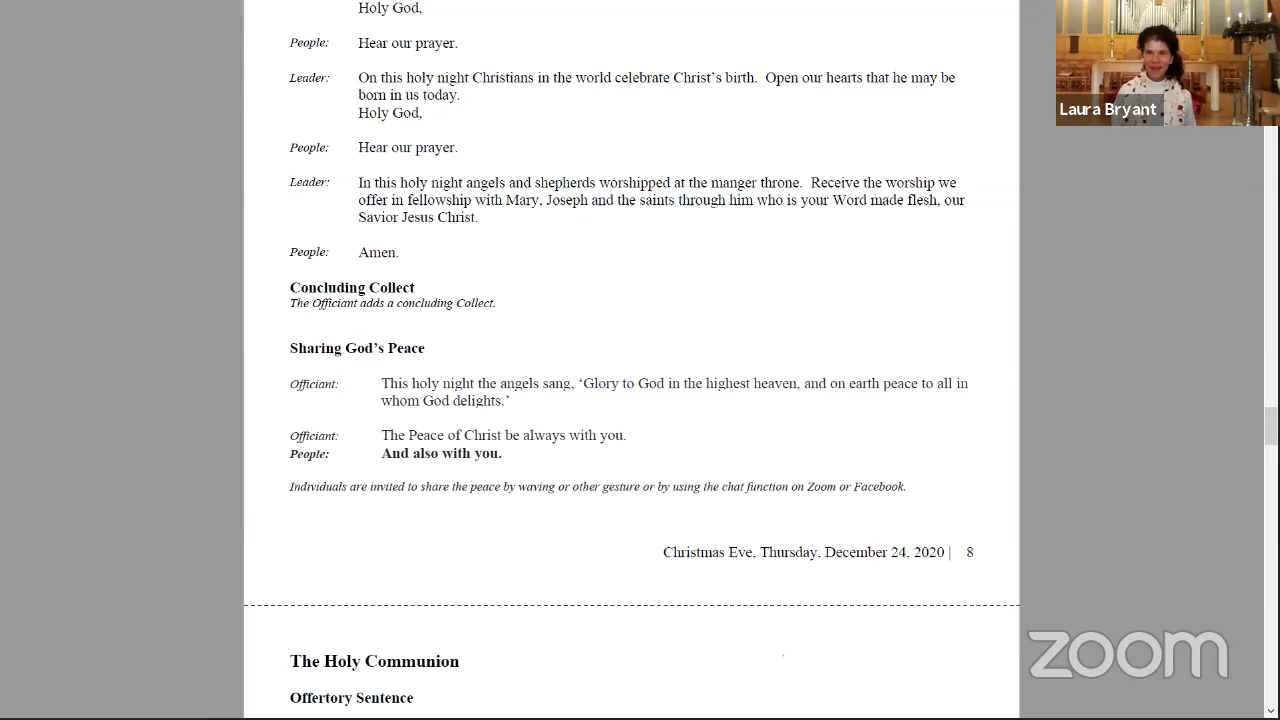 Holy God,
People: Hear our prayer.
Leader: On this holy night Christians in the world celebrate Christ's birth.  Open our hearts that he may be
born in us today.
Holy God,
People: Hear our prayer.
Leader: In this holy night angels and shepherds worshipped at the manger throne.  Receive the worship we
offer in fellowship with Mary, Joseph and the saints through him who is your Word made flesh, our
Savior Jesus Christ.
People: Amen.
Concluding Collect
The Officiant adds a concluding Collect.
Sharing God's Peace
Officiant: This holy night the angels sang, ‘Glory to God in the highest heaven, and on earth peace to all in
whom God delights.’
Officiant: The Peace of Christ be always with you.
People: And also with you.
Individuals are invited to share the peace by waving or other gesture or by using the chat function on Zoom or Facebook.
Christmas Eve, Thursday, December 24, 2020 | 8
The Holy Communion
Offertory Sentence
Laura Bryant
zoom